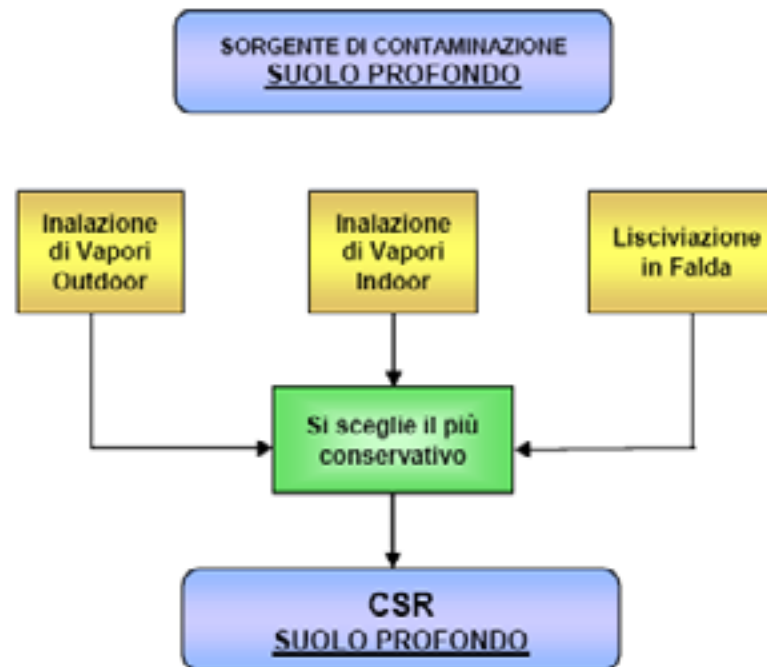 SORGENTE DI CONTAMINAZIONE
SUOLO PROFONDO
Inalazione
di Vapori
Outdoor
Inalazione
di Vapori
Indoor
Lisciviazione
in Falda
Si sceglie il più
conservativo
CSR
SUOLO PROFONDO